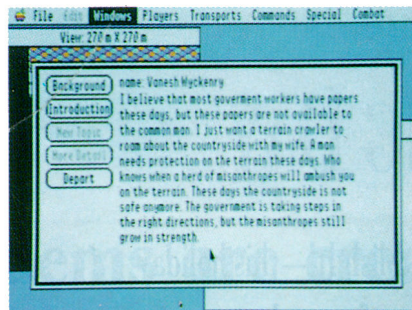 File Edit Windows Players Transports Commands Special Combat
View: 270 m X 270 m
Background
Introduction
New Topic
More Detail
Depart
name: Vanesh Wyckenry
I believe that most goverment workers have papers
these days, but these papers are not available to
the common man. I just want a terrain crawler to
roam about the countryside with my wife. A man
needs protection on the terrain these days. Who
knows when a herd of misanthropes will ambush you
on the terrain. These days the countryside is not
safe anymore. The government is taking steps in
the right directions, but the misanthropes still
grow in strength.